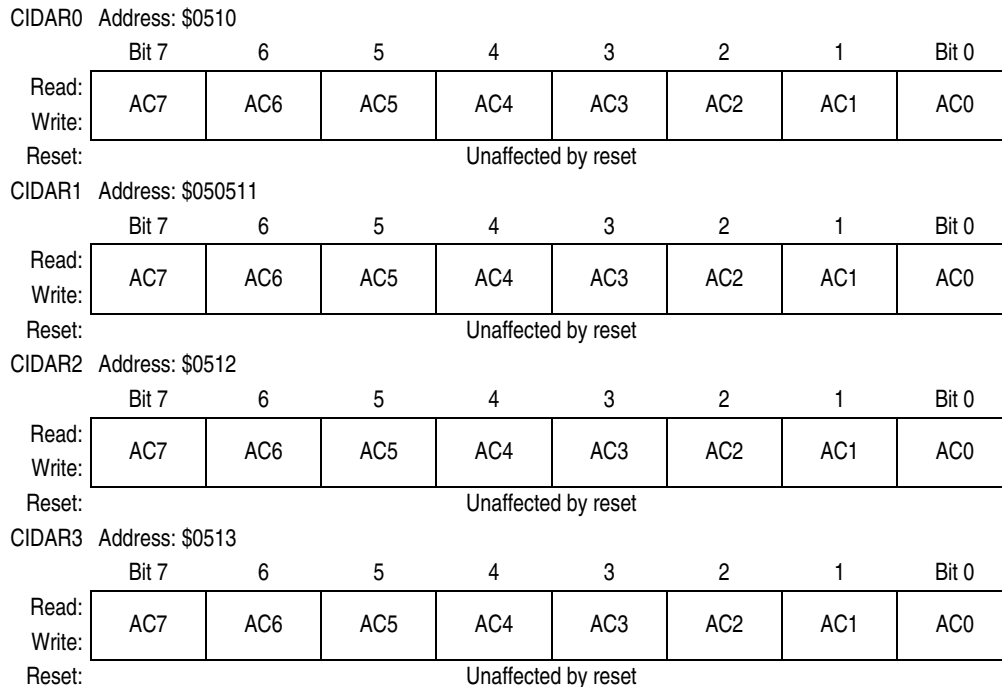 CIDAR0 Address: $0510
Bit 7 6 5 4 3 2 1 Bit 0
Read:
AC7 AC6 AC5 AC4 AC3 AC2 AC1 AC0
Write:
Reset: Unaffected by reset
CIDAR1 Address: $050511
Bit 7 6 5 4 3 2 1 Bit 0
Read:
AC7 AC6 AC5 AC4 AC3 AC2 AC1 AC0
Write:
Reset: Unaffected by reset
CIDAR2 Address: $0512
Bit 7 6 5 4 3 2 1 Bit 0
Read:
AC7 AC6 AC5 AC4 AC3 AC2 AC1 AC0
Write:
Reset: Unaffected by reset
CIDAR3 Address: $0513
Bit 7 6 5 4 3 2 1 Bit 0
Read:
AC7 AC6 AC5 AC4 AC3 AC2 AC1 AC0
Write:
Reset: Unaffected by reset